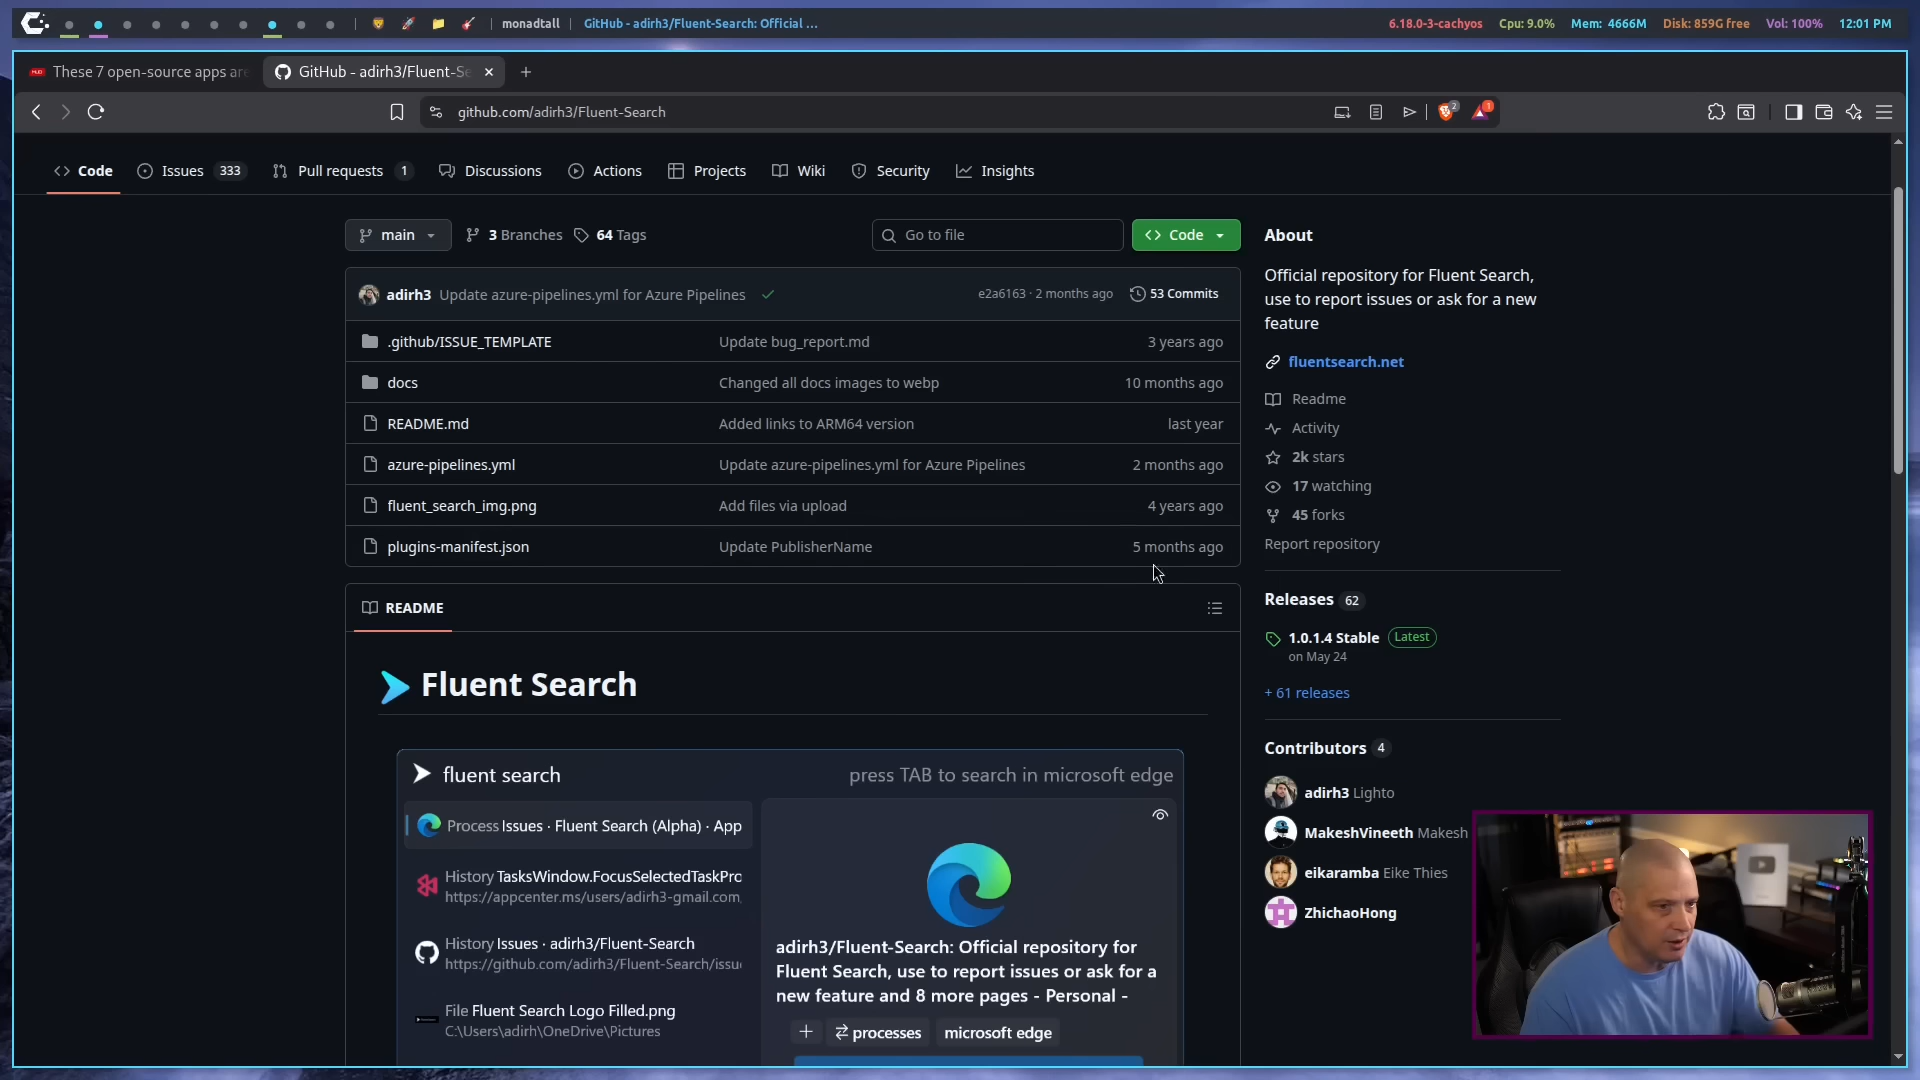 monadtall
GitHub - adirh3/Fluent-Search: Official ...
6.18.0-3-cachyos
Cpu: 9.0%
Mem: 4666M
Disk: 859G free
Vol: 100%
12:01 PM
These 7 open-source apps are
GitHub - adirh3/Fluent-Se
github.com/adirh3/Fluent-Search
2
1
Code
Issues 333
Pull requests 1
Discussions
Actions
Projects
Wiki
Security
Insights
main
3 Branches
64 Tags
Go to file
Code
adirh3 Update azure-pipelines.yml for Azure Pipelines
e2a6163 · 2 months ago
53 Commits
.github/ISSUE_TEMPLATE Update bug_report.md 3 years ago
docs Changed all docs images to webp 10 months ago
README.md Added links to ARM64 version last year
azure-pipelines.yml Update azure-pipelines.yml for Azure Pipelines 2 months ago
fluent_search_img.png Add files via upload 4 years ago
plugins-manifest.json Update PublisherName 5 months ago
README
Fluent Search
fluent search
press TAB to search in microsoft edge
Process Issues · Fluent Search (Alpha) · App
History TasksWindow.FocusSelectedTaskPro
https://appcenter.ms/users/adirh3-gmail.com,
History Issues · adirh3/Fluent-Search
https://github.com/adirh3/Fluent-Search/issu
File Fluent Search Logo Filled.png
C:\Users\adirh\OneDrive\Pictures
adirh3/Fluent-Search: Official repository for
Fluent Search, use to report issues or ask for a
new feature and 8 more pages - Personal -
processes
microsoft edge
About
Official repository for Fluent Search,
use to report issues or ask for a new
feature
fluentsearch.net
Readme
Activity
2k stars
17 watching
45 forks
Report repository
Releases 62
1.0.1.4 Stable Latest
on May 24
+ 61 releases
Contributors 4
adirh3 Lighto
MakeshVineeth Makesh
eikaramba Eike Thies
ZhichaoHong